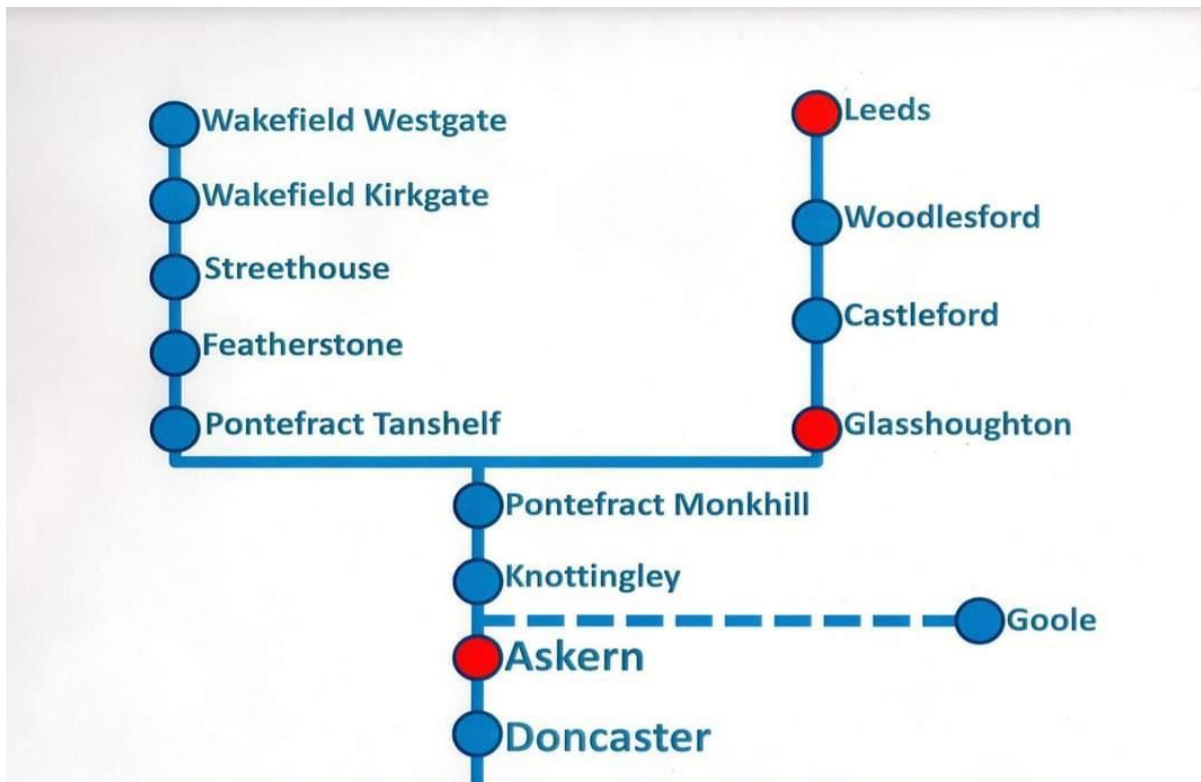 Wakefield Westgate
Wakefield Kirkgate
Streethouse
Featherstone
Pontefract Tanshelf
Leeds
Woodlesford
Castleford
Glasshoughton
Pontefract Monkhill
Knottingley
Goole
Askern
Doncaster